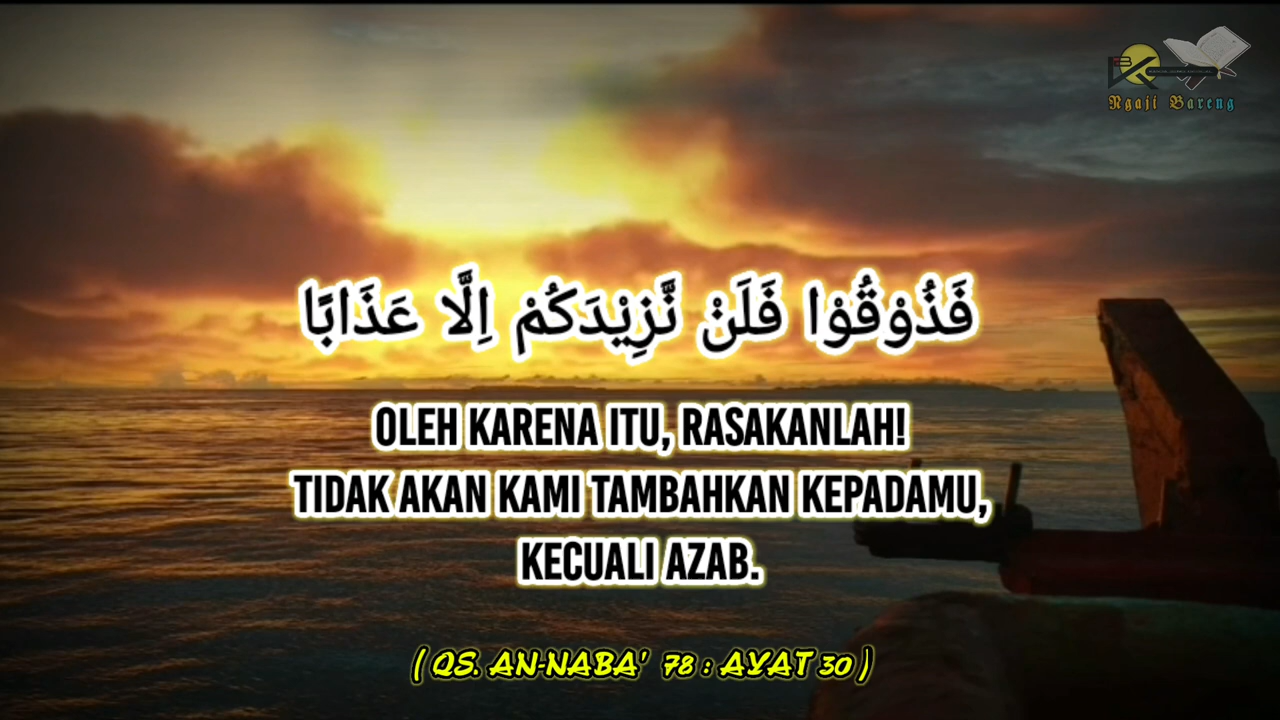 Ngaji Bareng
فَذُوْقُوْا فَلَنْ نَّزِيْدَكُمْ اِلَّا عَذَابًا
OLEH KARENA ITU, RASAKANLAH!
TIDAK AKAN KAMI TAMBAHKAN KEPADAMU,
KECUALI AZAB.
( QS. AN-NABA' 78 : AYAT 30 )